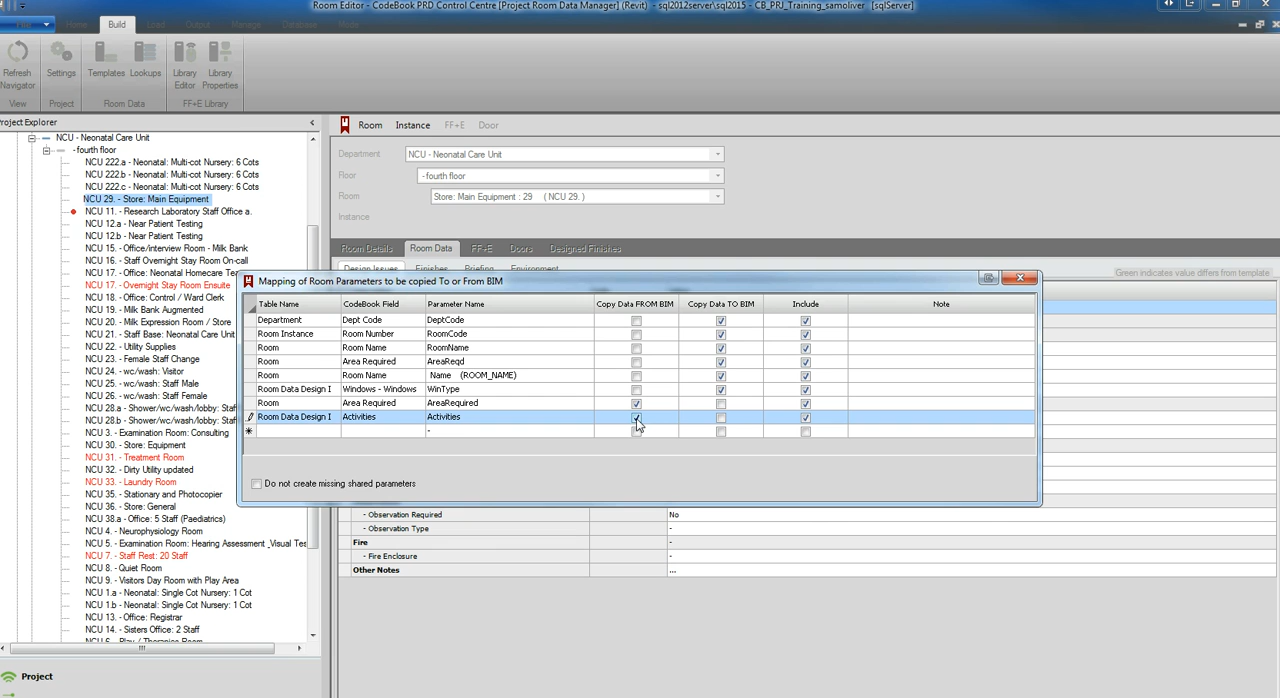 Room Editor - CodeBook PRD Control Centre [Project Room Data Manager] (Revit) - sql2012server\sql2015 - CB_PRJ_Training_samoliver [sqlServer]
File Home Build Load Output Manage Database Mode
Refresh Navigator
Settings
Templates
Lookups
Library Editor
Library Properties
View
Project
Room Data
FF+E Library
Project Explorer
NCU - Neonatal Care Unit
- fourth floor
NCU 222.a - Neonatal: Multi-cot Nursery: 6 Cots
NCU 222.b - Neonatal: Multi-cot Nursery: 6 Cots
NCU 222.c - Neonatal: Multi-cot Nursery: 6 Cots
NCU 29. - Store: Main Equipment
NCU 11. - Research Laboratory Staff Office a.
NCU 12.a - Near Patient Testing
NCU 12.b - Near Patient Testing
NCU 15. - Office/interview Room - Milk Bank
NCU 16. - Staff Overnight Stay Room On-call
NCU 17. - Office: Neonatal Homecare Te
NCU 17. - Overnight Stay Room Ensuite
NCU 18. - Office: Control / Ward Clerk
NCU 19. - Milk Bank Augmented
NCU 20. - Milk Expression Room / Store
NCU 21. - Staff Base: Neonatal Care Unit
NCU 22. - Utility Supplies
NCU 23. - Female Staff Change
NCU 24. - wc/wash: Visitor
NCU 25. - wc/wash: Staff Male
NCU 26. - wc/wash: Staff Female
NCU 28.a - Shower/wc/wash/lobby: Staff
NCU 28.b - Shower/wc/wash/lobby: Staff
NCU 3. - Examination Room: Consulting
NCU 30. - Store: Equipment
NCU 31. - Treatment Room
NCU 32. - Dirty Utility updated
NCU 33. - Laundry Room
NCU 35. - Stationary and Photocopier
NCU 36. - Store: General
NCU 38.a - Office: 5 Staff (Paediatrics)
NCU 4. - Neurophysiology Room
NCU 5. - Examination Room: Hearing Assessment _Visual Tes
NCU 7. - Staff Rest: 20 Staff
NCU 8. - Quiet Room
NCU 9. - Visitors Day Room with Play Area
NCU 1.a - Neonatal: Single Cot Nursery: 1 Cot
NCU 1.b - Neonatal: Single Cot Nursery: 1 Cot
NCU 13. - Office: Registrar
NCU 14. - Sisters Office: 2 Staff
NCU 6. - Play / Therapies Room
Project
Room Instance FF+E Door
Department NCU - Neonatal Care Unit
Floor - fourth floor
Room Store: Main Equipment : 29 ( NCU 29. )
Instance
Room Details Room Data FF+E Doors Designed Finishes
Design Issues Finishes Briefing Environment
Green indicates value differs from template
Mapping of Room Parameters to be copied To or From BIM
Table Name CodeBook Field Parameter Name Copy Data FROM BIM Copy Data TO BIM Include Note
Department Dept Code DeptCode
Room Instance Room Number RoomCode
Room Room Name RoomName
Room Area Required AreaReqd
Room Room Name Name (ROOM_NAME)
Room Data Design I Windows - Windows WinType
Room Area Required AreaRequired
Room Data Design I Activities Activities
-
Do not create missing shared parameters
- Observation Required No
- Observation Type -
Fire -
- Fire Enclosure -
Other Notes ...